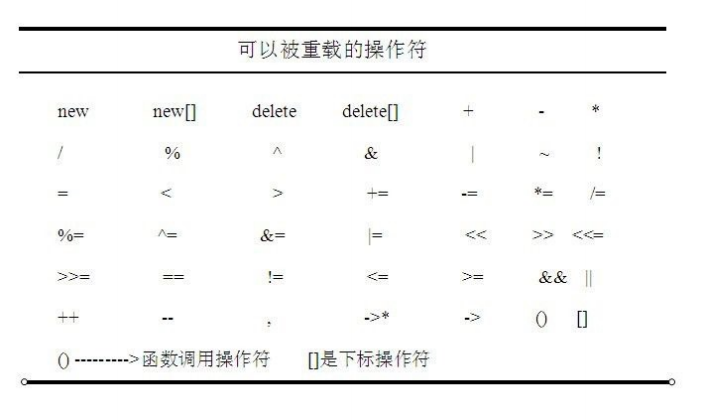 可以被重载的操作符
new new[] delete delete[] + - *
/ % ^ & | ~ !
= < > += -= *= /=
%= ^= &= |= << >> <<=
>>= == != <= >= && ||
++ -- , ->* -> () []
() --------->函数调用操作符 []是下标操作符